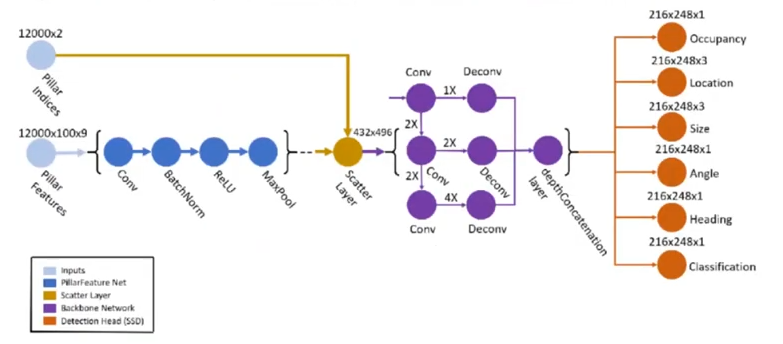 12000x2
Pillar
Indices
12000x100x9
Pillar
Features
Conv
BatchNorm
ReLU
MaxPool
432x496
Scatter
Layer
Conv
1X
Deconv
2X
Conv
2X
Deconv
2X
Conv
4X
Deconv
depthConcatenation
layer
216x248x1
Occupancy
216x248x3
Location
216x248x3
Size
216x248x1
Angle
216x248x1
Heading
216x248x1
Classification
Inputs
PillarFeature Net
Scatter Layer
Backbone Network
Detection Head (SSD)